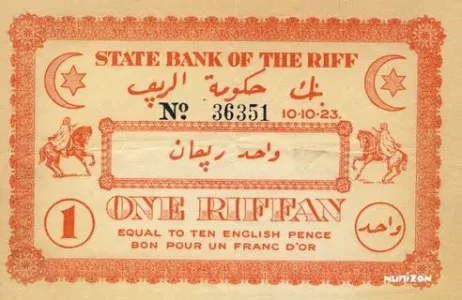 STATE BANK OF THE RIFF
بنك حكومة الريف
Nº 36351 10-10-23.
واحد ريفان
1 ONE RIFFAN واحد
EQUAL TO TEN ENGLISH PENCE
BON POUR UN FRANC D'OR
NUMIZON